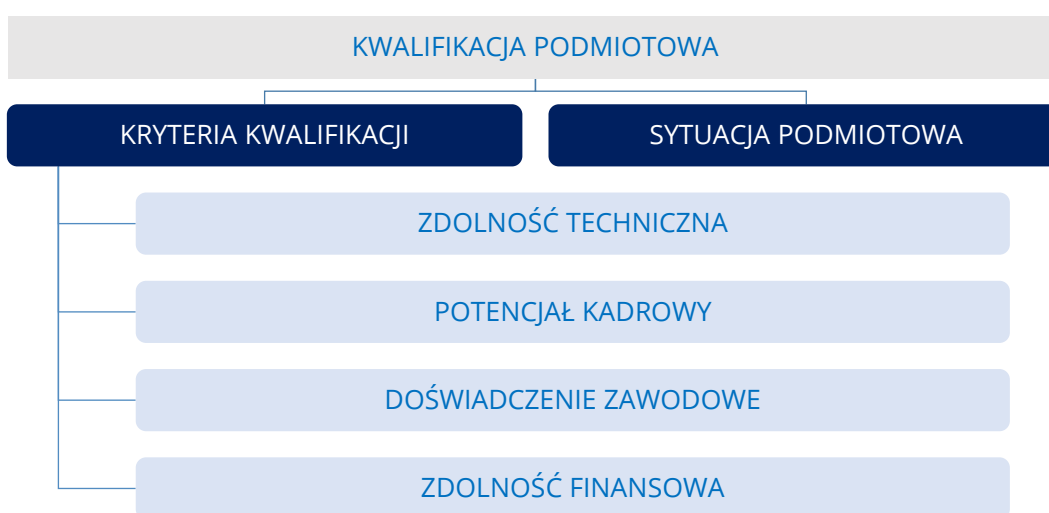 KWALIFIKACJA PODMIOTOWA
KRYTERIA KWALIFIKACJI
SYTUACJA PODMIOTOWA
ZDOLNOŚĆ TECHNICZNA
POTENCJAŁ KADROWY
DOŚWIADCZENIE ZAWODOWE
ZDOLNOŚĆ FINANSOWA